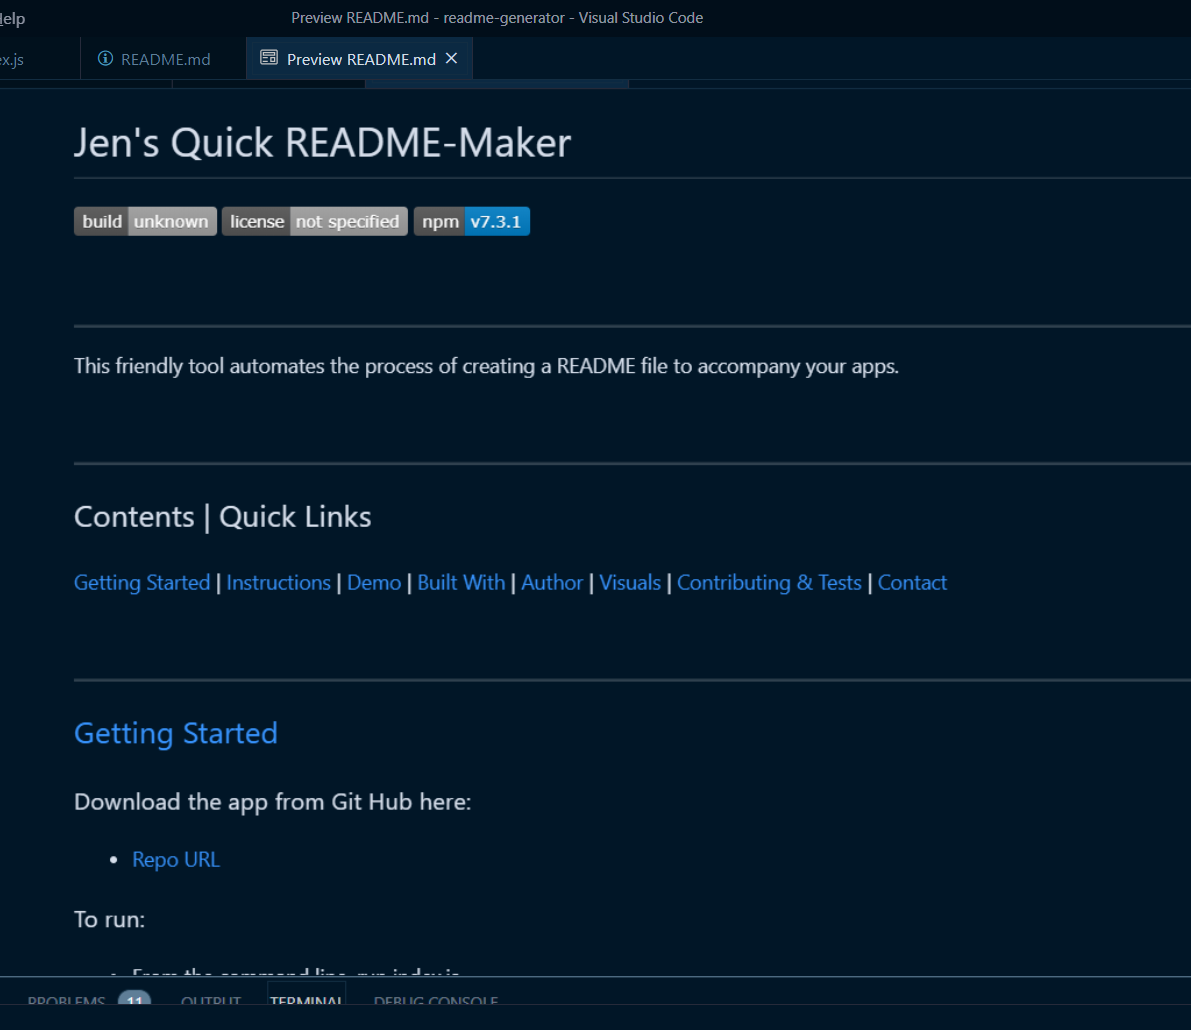 elp
Preview README.md - readme-generator - Visual Studio Code
ex.js
README.md
Preview README.md
Jen's Quick README-Maker
build unknown license not specified npm v7.3.1
This friendly tool automates the process of creating a README file to accompany your apps.
Contents | Quick Links
Getting Started | Instructions | Demo | Built With | Author | Visuals | Contributing & Tests | Contact
Getting Started
Download the app from Git Hub here:
• Repo URL
To run:
• From the command line, run index.js
PROBLEMS 11 OUTPUT TERMINAL DEBUG CONSOLE